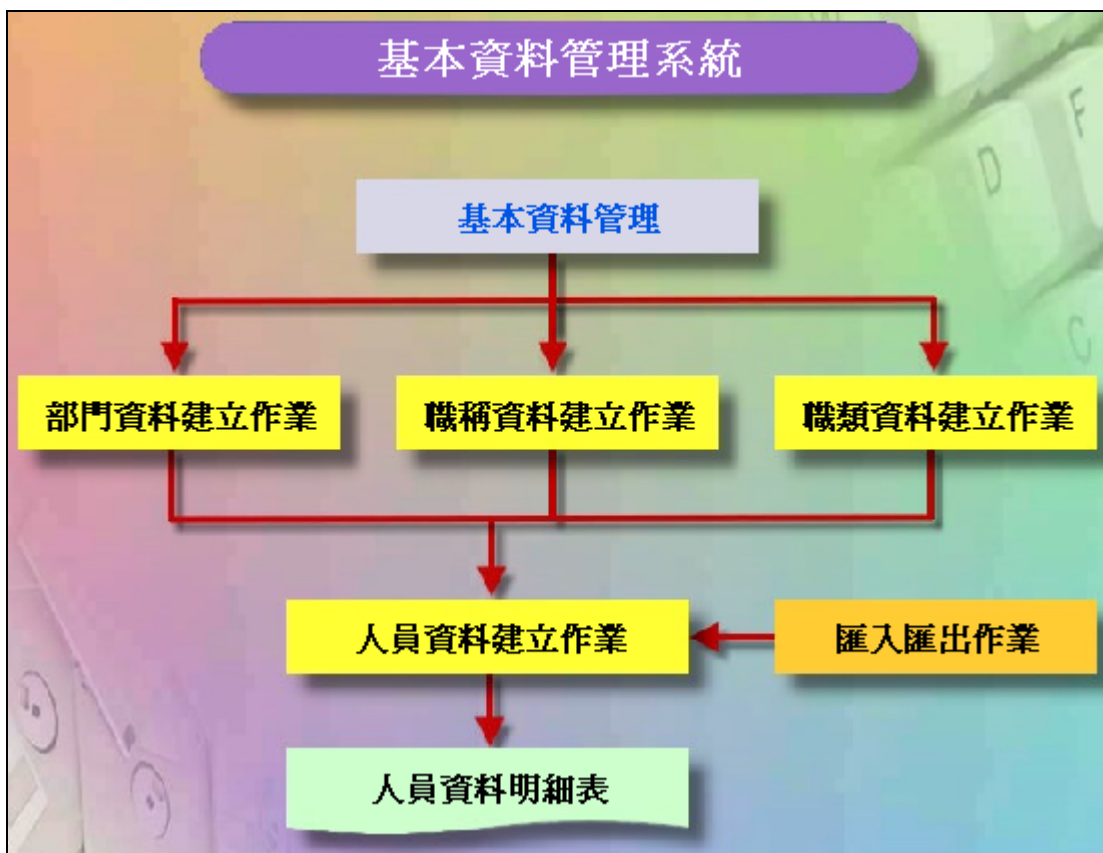 基本資料管理系統
基本資料管理
部門資料建立作業
職稱資料建立作業
職類資料建立作業
人員資料建立作業
匯入匯出作業
人員資料明細表
D
F
C